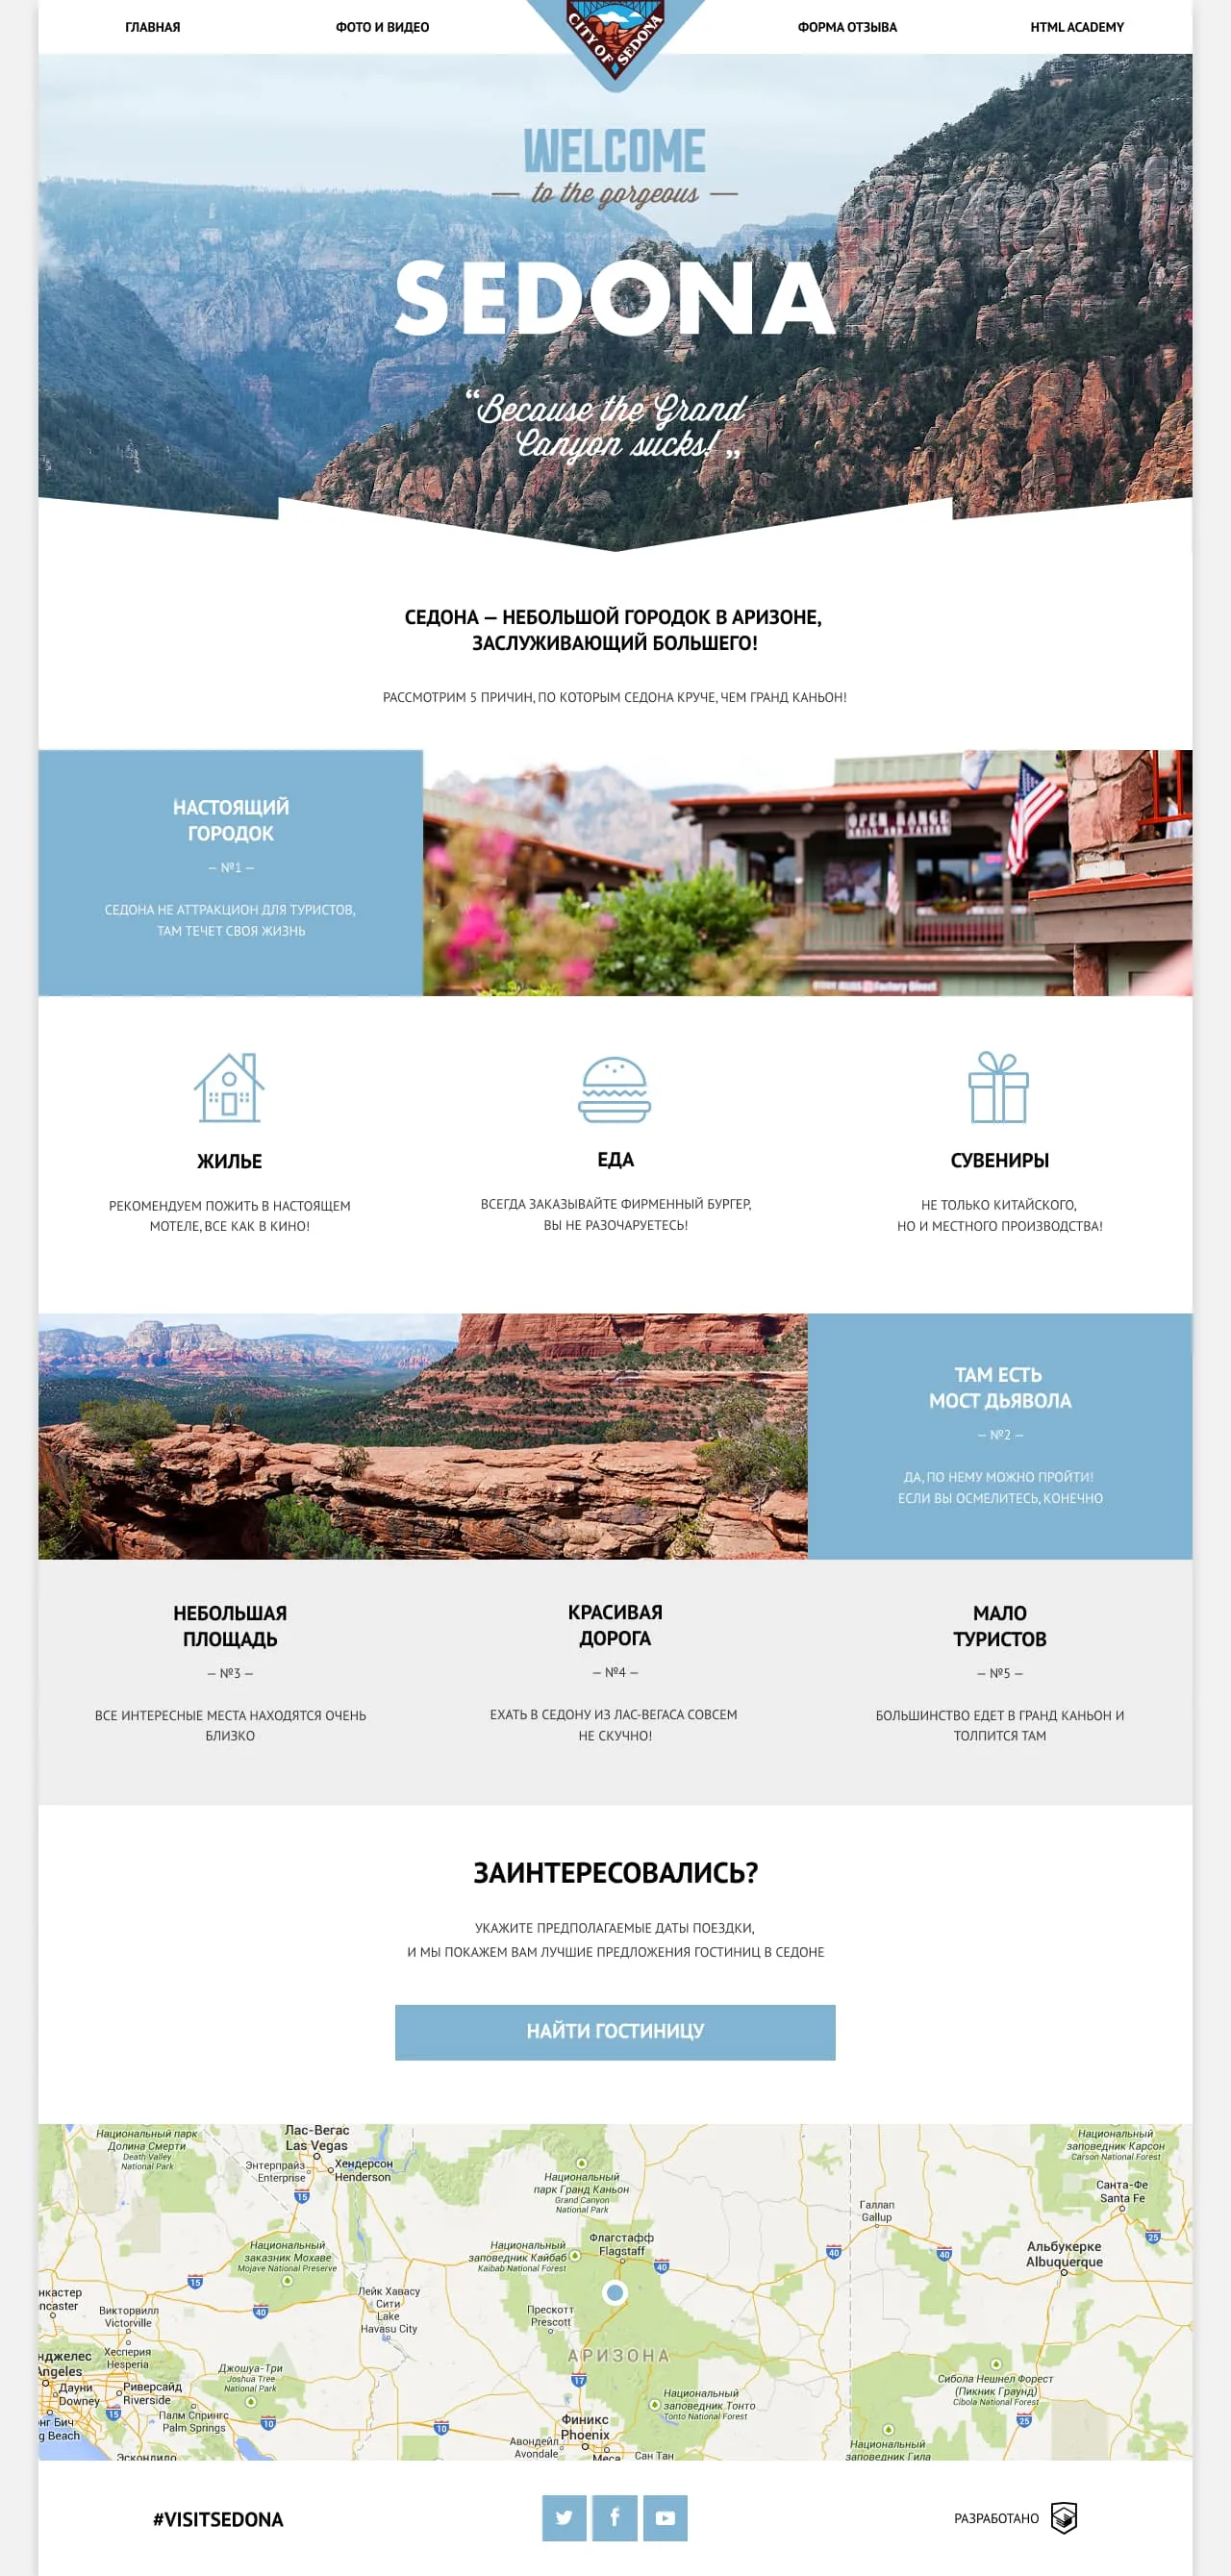 ГЛАВНАЯ
ФОТО И ВИДЕО
CITY OF SEDONA
ФОРМА ОТЗЫВА
HTML ACADEMY
WELCOME
— to the gorgeous —
SEDONA
“Because the Grand
Canyon sucks!„
СЕДОНА — НЕБОЛЬШОЙ ГОРОДОК В АРИЗОНЕ,
ЗАСЛУЖИВАЮЩИЙ БОЛЬШЕГО!
РАССМОТРИМ 5 ПРИЧИН, ПО КОТОРЫМ СЕДОНА КРУЧЕ, ЧЕМ ГРАНД КАНЬОН!
НАСТОЯЩИЙ
ГОРОДОК
— №1 —
СЕДОНА НЕ АТТРАКЦИОН ДЛЯ ТУРИСТОВ,
ТАМ ТЕЧЕТ СВОЯ ЖИЗНЬ
OPEN RANGE
ЖИЛЬЕ
РЕКОМЕНДУЕМ ПОЖИТЬ В НАСТОЯЩЕМ
МОТЕЛЕ, ВСЕ КАК В КИНО!
ЕДА
ВСЕГДА ЗАКАЗЫВАЙТЕ ФИРМЕННЫЙ БУРГЕР,
ВЫ НЕ РАЗОЧАРУЕТЕСЬ!
СУВЕНИРЫ
НЕ ТОЛЬКО КИТАЙСКОГО,
НО И МЕСТНОГО ПРОИЗВОДСТВА!
ТАМ ЕСТЬ
МОСТ ДЬЯВОЛА
— №2 —
ДА, ПО НЕМУ МОЖНО ПРОЙТИ!
ЕСЛИ ВЫ ОСМЕЛИТЕСЬ, КОНЕЧНО
НЕБОЛЬШАЯ
ПЛОЩАДЬ
— №3 —
ВСЕ ИНТЕРЕСНЫЕ МЕСТА НАХОДЯТСЯ ОЧЕНЬ
БЛИЗКО
КРАСИВАЯ
ДОРОГА
— №4 —
ЕХАТЬ В СЕДОНУ ИЗ ЛАС-ВЕГАСА СОВСЕМ
НЕ СКУЧНО!
МАЛО
ТУРИСТОВ
— №5 —
БОЛЬШИНСТВО ЕДЕТ В ГРАНД КАНЬОН И
ТОЛПИТСЯ ТАМ
ЗАИНТЕРЕСОВАЛИСЬ?
УКАЖИТЕ ПРЕДПОЛАГАЕМЫЕ ДАТЫ ПОЕЗДКИ,
И МЫ ПОКАЖЕМ ВАМ ЛУЧШИЕ ПРЕДЛОЖЕНИЯ ГОСТИНИЦ В СЕДОНЕ
НАЙТИ ГОСТИНИЦУ
Национальный парк
Долина Смерти
Death Valley
National Park
Лас-Вегас
Las Vegas
Энтерпрайз
Enterprise
Хендерсон
Henderson
15
Национальный
парк Гранд Каньон
Grand Canyon
National Park
Национальный
заповедник Карсон
Carson National Forest
Санта-Фе
Santa Fe
Галлап
Gallup
25
Национальный
заказник Мохаве
Mojave National Preserve
Национальный
заповедник Кайбаб
Kaibab National Forest
Флагстафф
Flagstaff
40
40
40
Альбукерке
Albuquerque
15
40
нкастер
ncaster
Викторвилл
Victorville
Лейк Хавасу
Сити
Lake
Havasu City
Прескотт
Prescott
АРИЗОНА
Хесперия
Hesperia
нджелес
Angeles
Дауни
Downey
Риверсайд
Riverside
Джошуа-Три
Joshua Tree
National Park
17
Сибола Нешнел Форест
(Пикник Граунд)
Cibola National Forest
Национальный
заповедник Тонто
Tonto National Forest
15
Палм Спрингс
Palm Springs
10
10
25
нг Бич
g Beach
Финикс
Phoenix
Авондейл
Avondale
Меса
Сан Тан
Эскондидо
Национальный
заповедник Гила
#VISITSEDONA
f
РАЗРАБОТАНО